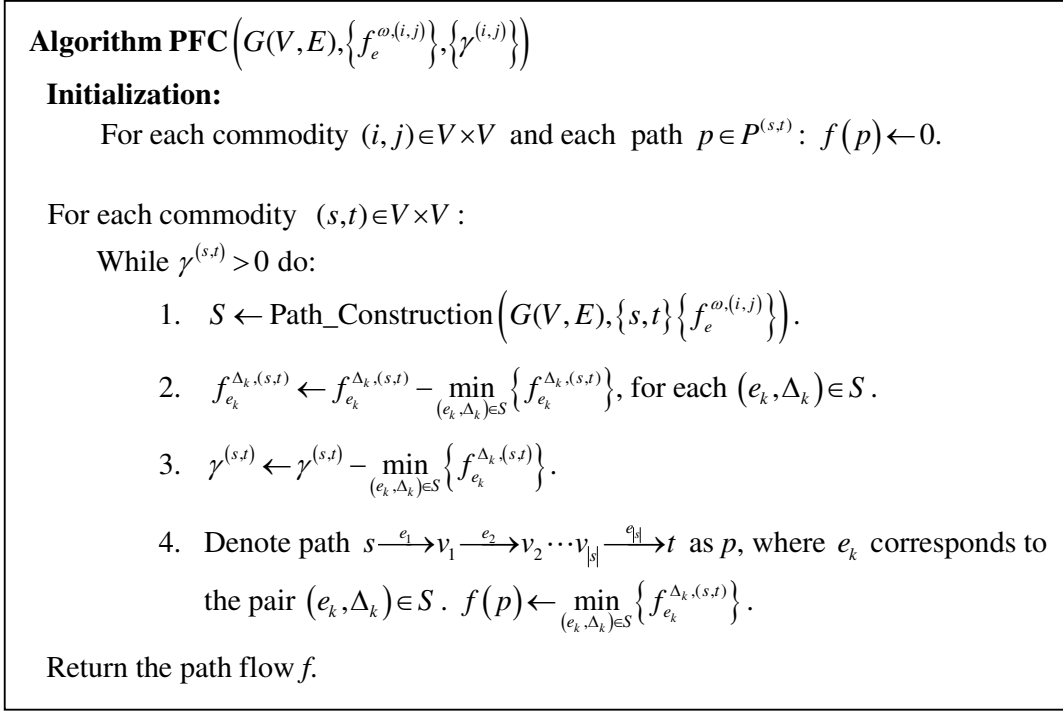 Algorithm PFC(G(V,E),{f_e^{ω,(i,j)}},{γ^{(i,j)}})
Initialization:
For each commodity (i,j)∈V×V and each path p∈P^{(s,t)}: f(p)←0.
For each commodity (s,t)∈V×V:
While γ^{(s,t)}>0 do:
1. S ← Path_Construction(G(V,E),{s,t}{f_e^{ω,(i,j)}}).
2. f_{e_k}^{Δ_k,(s,t)} ← f_{e_k}^{Δ_k,(s,t)} − min_{(e_k,Δ_k)∈S}{f_{e_k}^{Δ_k,(s,t)}}, for each (e_k,Δ_k)∈S.
3. γ^{(s,t)} ← γ^{(s,t)} − min_{(e_k,Δ_k)∈S}{f_{e_k}^{Δ_k,(s,t)}}.
4. Denote path s —e_1→ v_1 —e_2→ v_2 ⋯ v_{|s|} —e_{|s|}→ t as p, where e_k corresponds to
the pair (e_k,Δ_k)∈S. f(p)← min_{(e_k,Δ_k)∈S}{f_{e_k}^{Δ_k,(s,t)}}.
Return the path flow f.